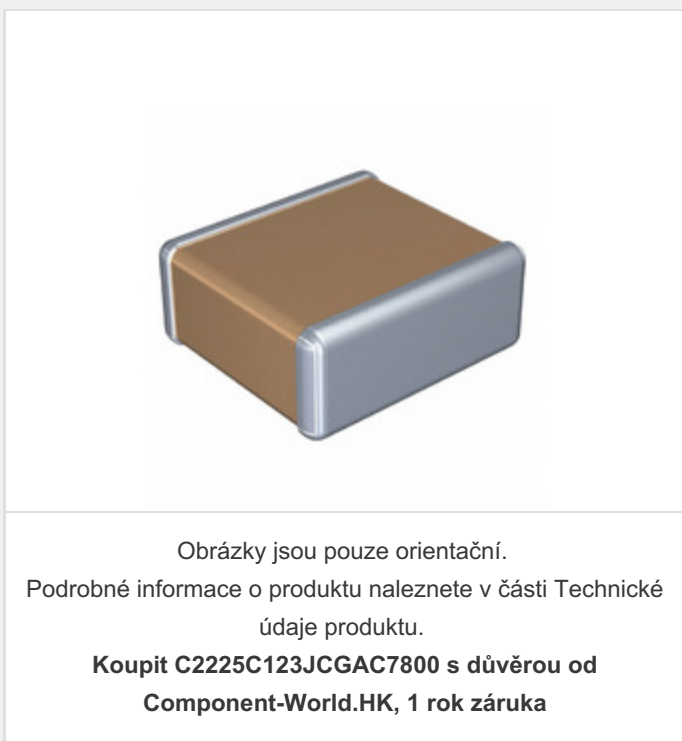 Obrázky jsou pouze orientační.
Podrobné informace o produktu naleznete v části Technické
údaje produktu.
Koupit C2225C123JCGAC7800 s důvěrou od
Component-World.HK, 1 rok záruka